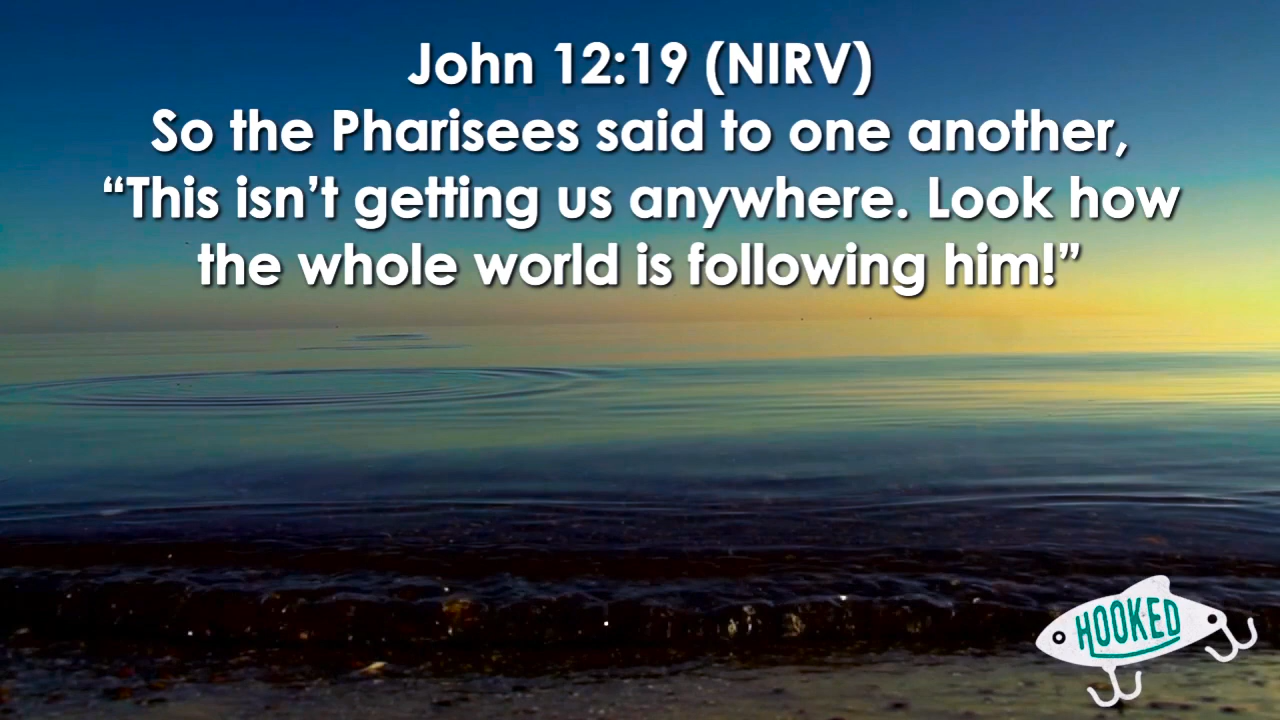 John 12:19 (NIRV)
So the Pharisees said to one another,
“This isn’t getting us anywhere. Look how
the whole world is following him!”
HOOKED